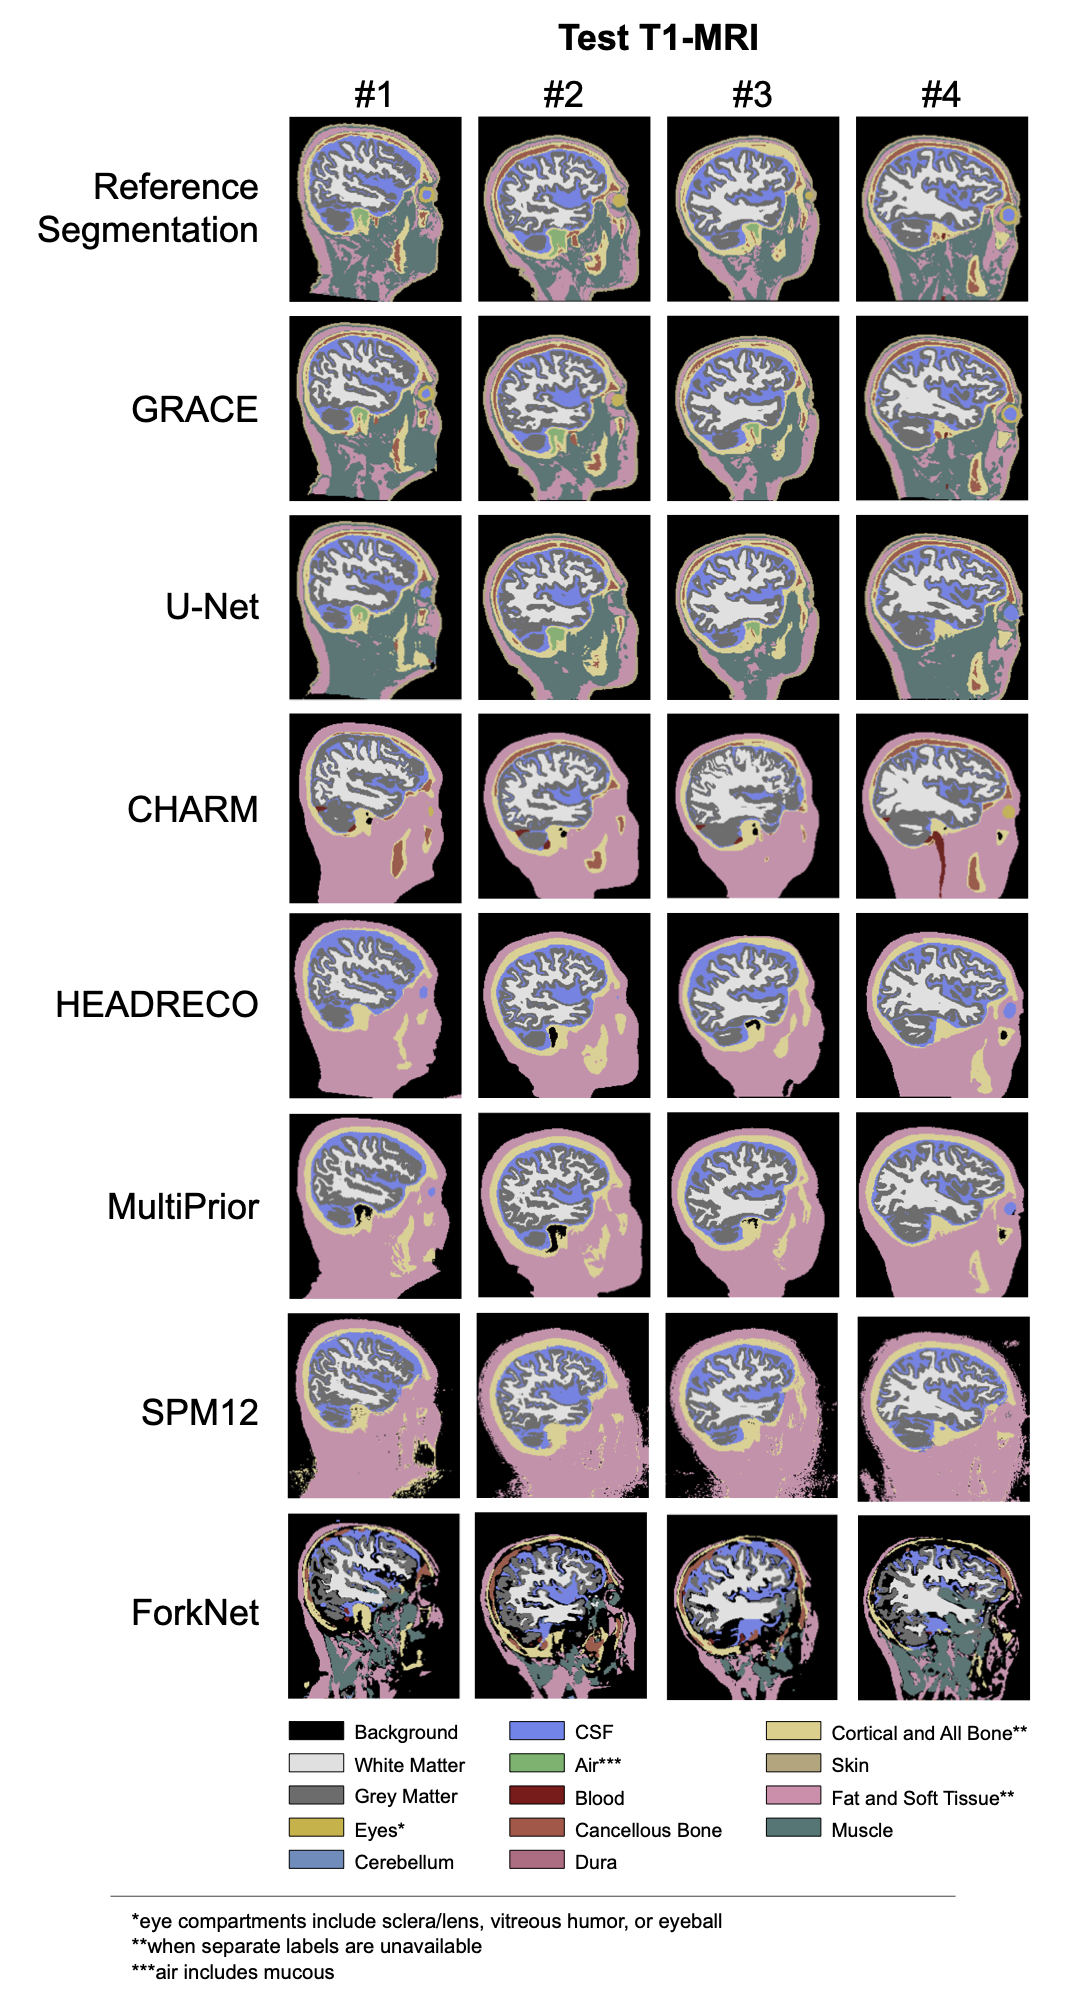 Test T1-MRI
#1 #2 #3 #4
Reference
Segmentation
GRACE
U-Net
CHARM
HEADRECO
MultiPrior
SPM12
ForkNet
Background CSF Cortical and All Bone**
White Matter Air*** Skin
Grey Matter Blood Fat and Soft Tissue**
Eyes* Cancellous Bone Muscle
Cerebellum Dura
*eye compartments include sclera/lens, vitreous humor, or eyeball
**when separate labels are unavailable
***air includes mucous